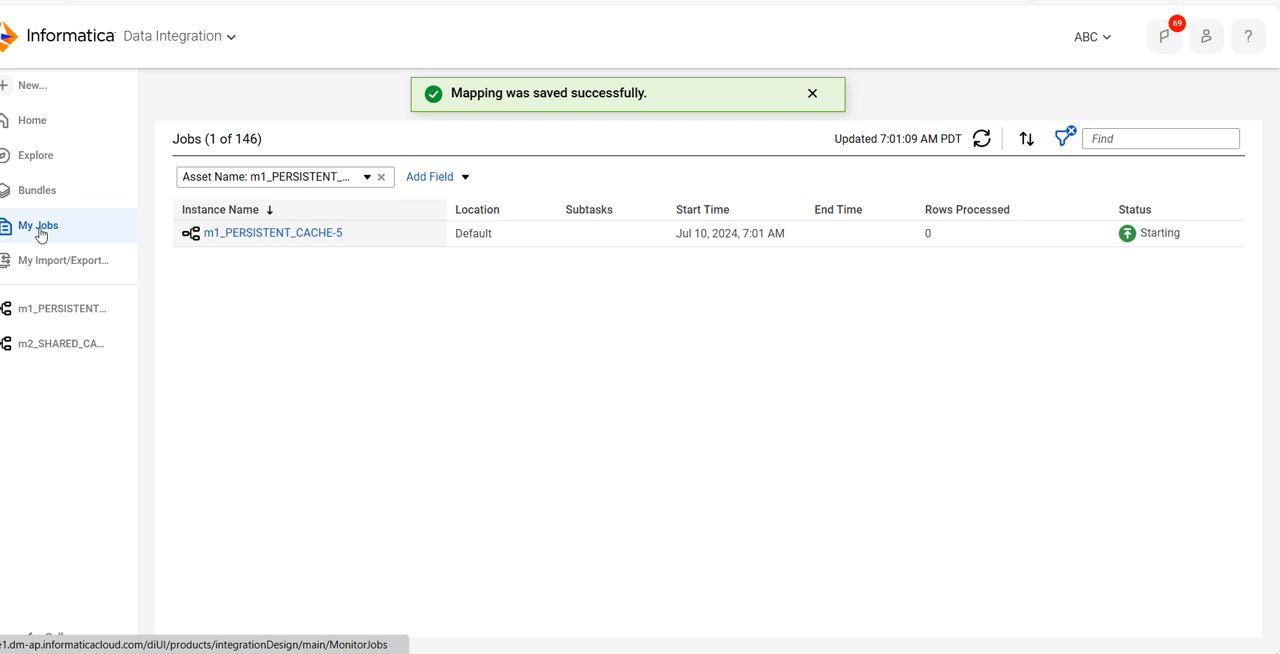 Informatica Data Integration
ABC
69
?
New...
Home
Explore
Bundles
My Jobs
My Import/Export...
m1_PERSISTENT...
m2_SHARED_CA...
Mapping was saved successfully.
Jobs (1 of 146)
Updated 7:01:09 AM PDT
Find
Asset Name: m1_PERSISTENT_...
Add Field
Instance Name Location Subtasks Start Time End Time Rows Processed Status
m1_PERSISTENT_CACHE-5 Default Jul 10, 2024, 7:01 AM 0 Starting
e1.dm-ap.informaticacloud.com/diUI/products/integrationDesign/main/MonitorJobs